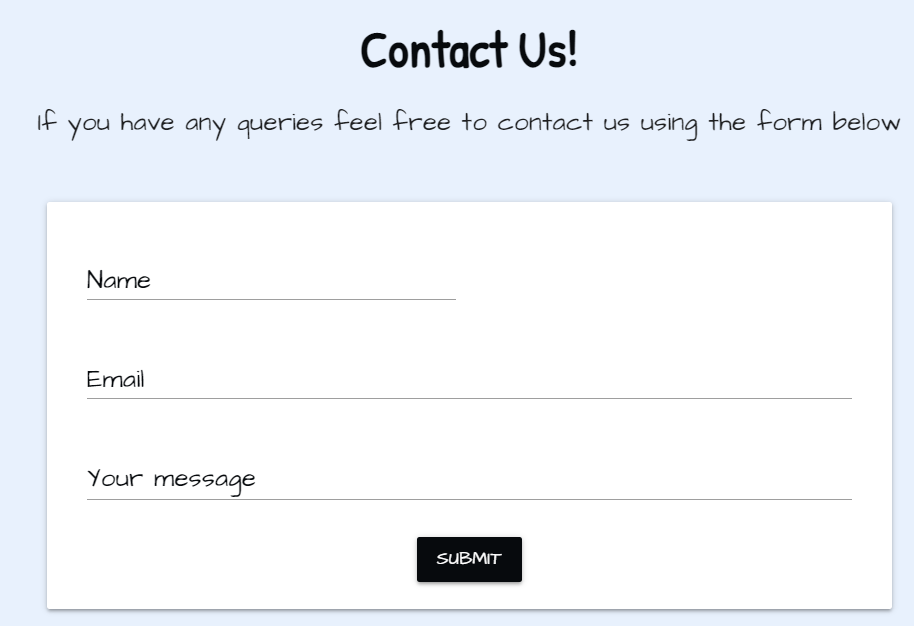 Contact Us!
If you have any queries feel free to contact us using the form below
Name
Email
Your message
SUBMIT